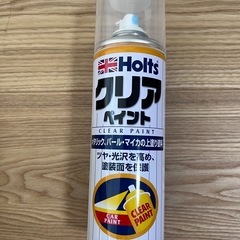 Holts
クリア
ペイント
CLEAR PAINT
メタリック、パール・マイカの上塗り塗料
ツヤ・光沢を高め、
塗装面を保護
CAR
PAINT
CLEAR
PAINT